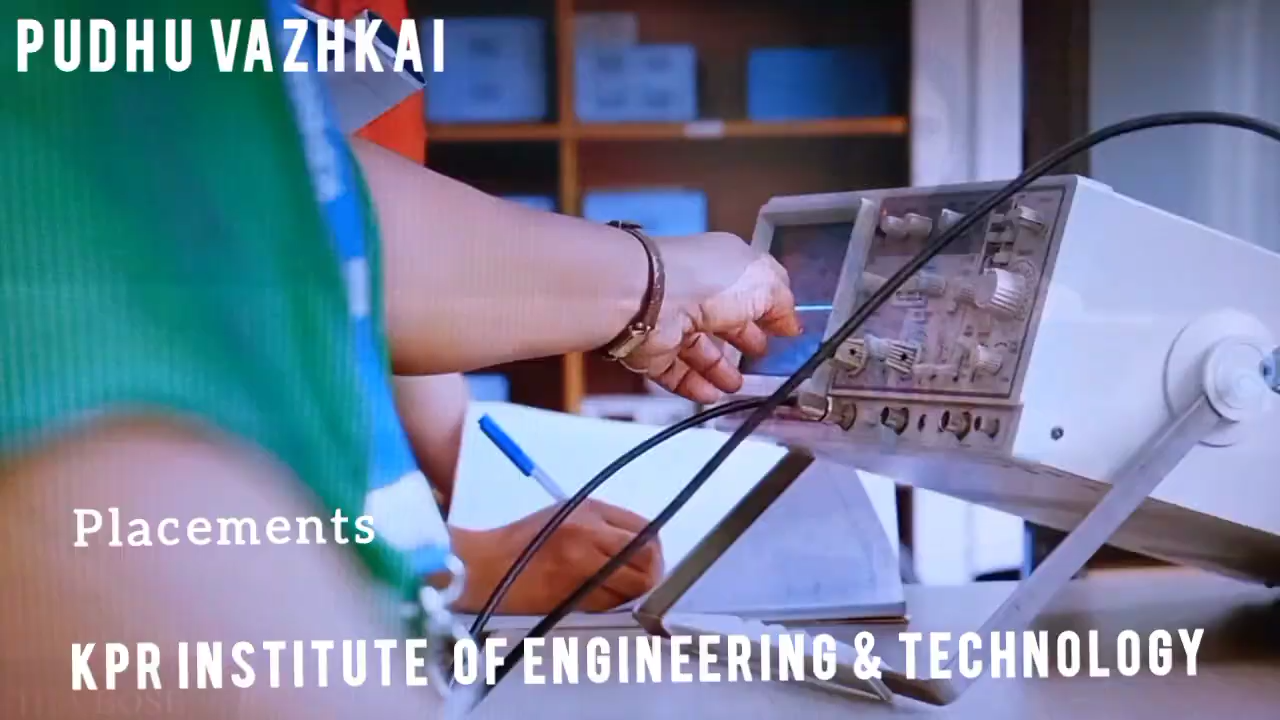 PUDHU VAZHKAI
Placements
KPR INSTITUTE OF ENGINEERING & TECHNOLOGY